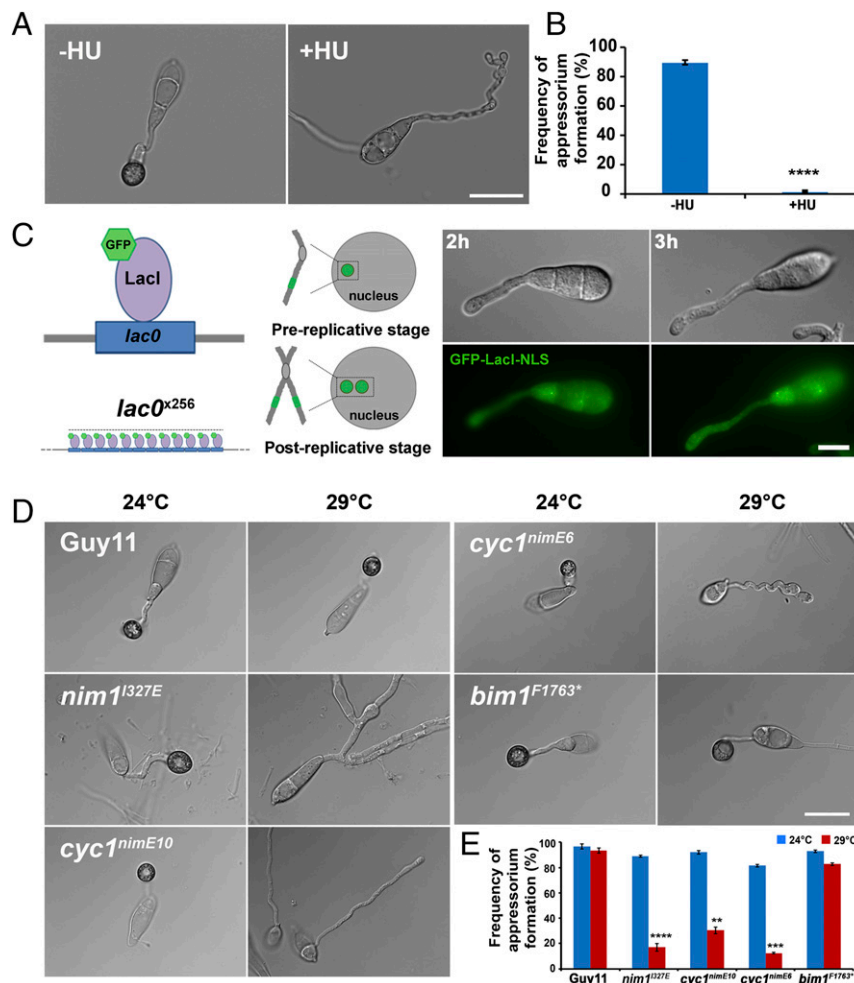 A
-HU
+HU
B
Frequency of
appressorium
formation (%)
100
80
60
40
20
0
****
-HU
+HU
C
GFP
LacI
lac0
lac0x256
nucleus
Pre-replicative stage
nucleus
Post-replicative stage
2h
3h
GFP-LacI-NLS
D
24°C
29°C
24°C
29°C
Guy11
cyc1nimE6
nim1I327E
bim1F1763*
cyc1nimE10
E
Frequency of
appressorium
formation (%)
24°C
29°C
100
80
60
40
20
0
****
**
***
Guy11
nim1I327E
cyc1nimE10
cyc1nimE6
bim1F1763*